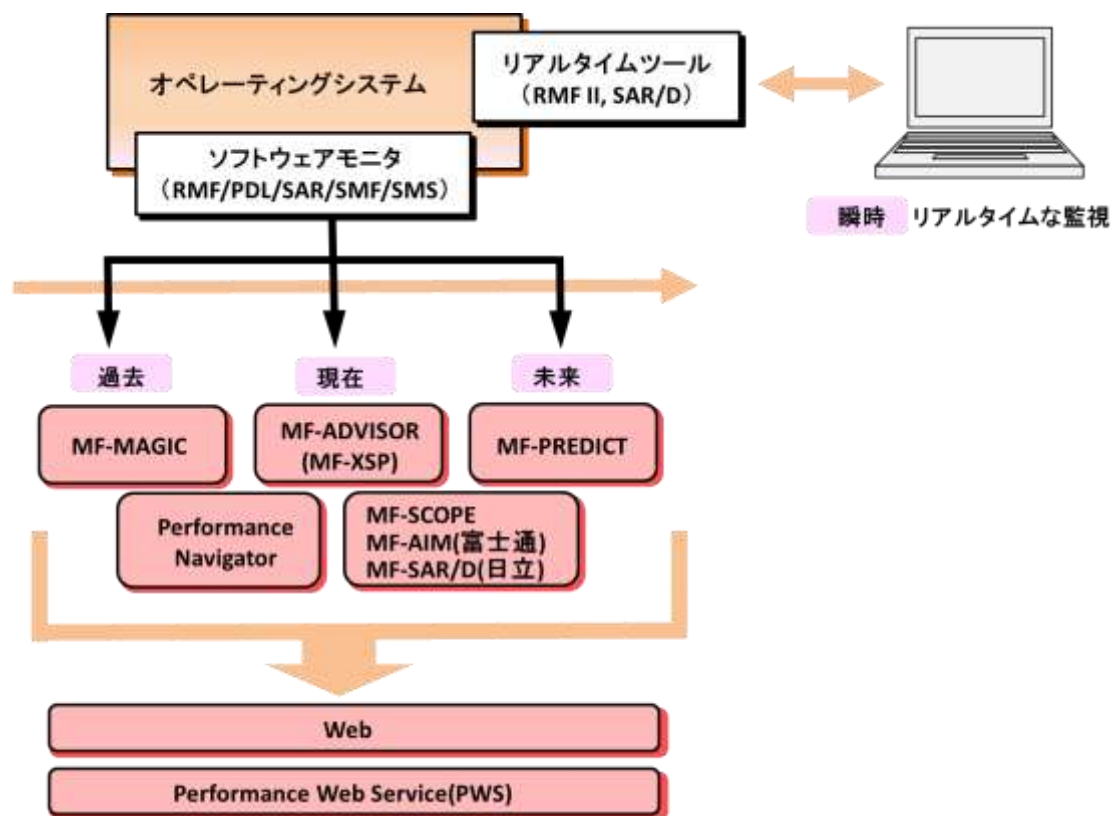 オペレーティングシステム
リアルタイムツール
（RMF II, SAR/D）
ソフトウェアモニタ
（RMF/PDL/SAR/SMF/SMS）
瞬時 リアルタイムな監視
過去
現在
未来
MF-MAGIC
MF-ADVISOR
(MF-XSP)
MF-PREDICT
Performance
Navigator
MF-SCOPE
MF-AIM(富士通)
MF-SAR/D(日立)
Web
Performance Web Service(PWS)